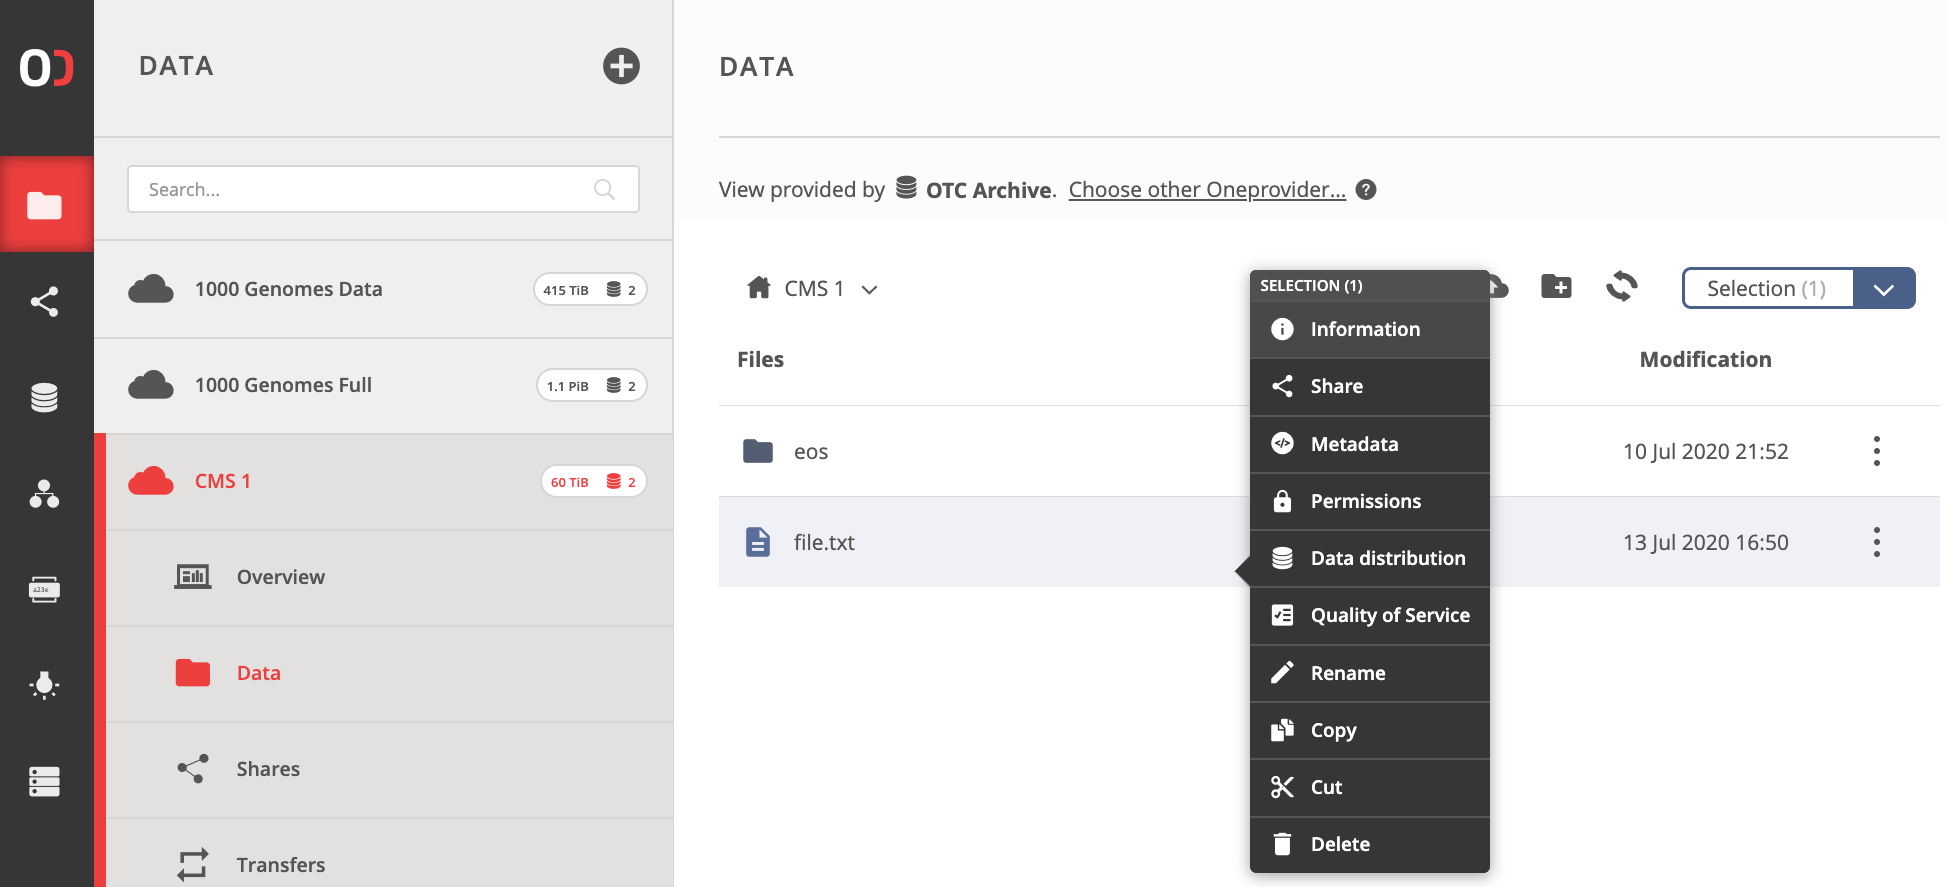 DATA
Search...
1000 Genomes Data
415 TiB 2
1000 Genomes Full
1.1 PiB 2
CMS 1
60 TiB 2
Overview
Data
Shares
Transfers
a23e
DATA
View provided by OTC Archive. Choose other Oneprovider... ?
CMS 1
Selection (1)
Files
Modification
eos
10 Jul 2020 21:52
file.txt
13 Jul 2020 16:50
SELECTION (1)
Information
Share
Metadata
Permissions
Data distribution
Quality of Service
Rename
Copy
Cut
Delete